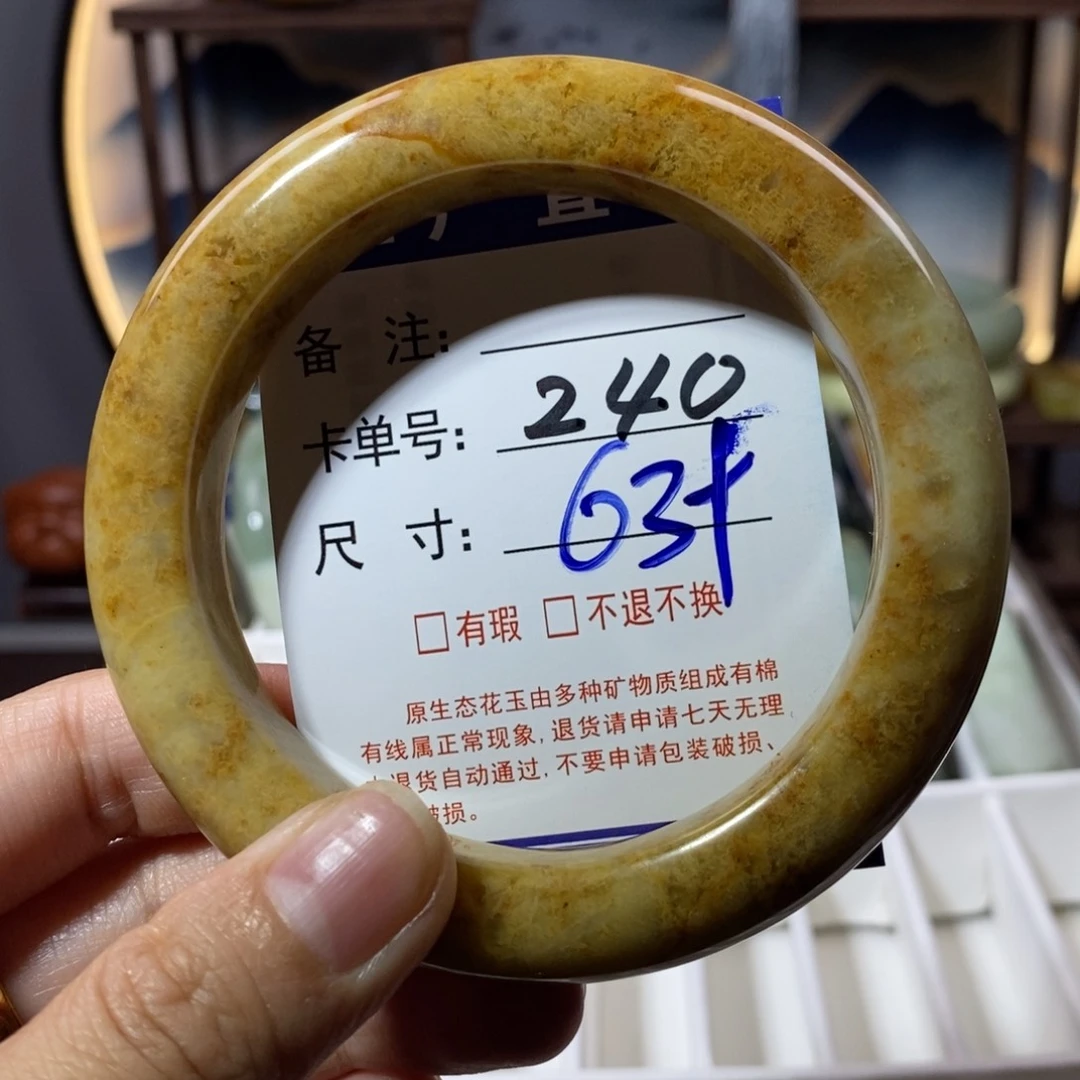 直
备 注:
卡单号: 240
尺 寸: 63+
□有瑕 □不退不换
原生态花玉由多种矿物质组成有棉
有线属正常现象,退货请申请七天无理
退货自动通过,不要申请包装破损、
破损。